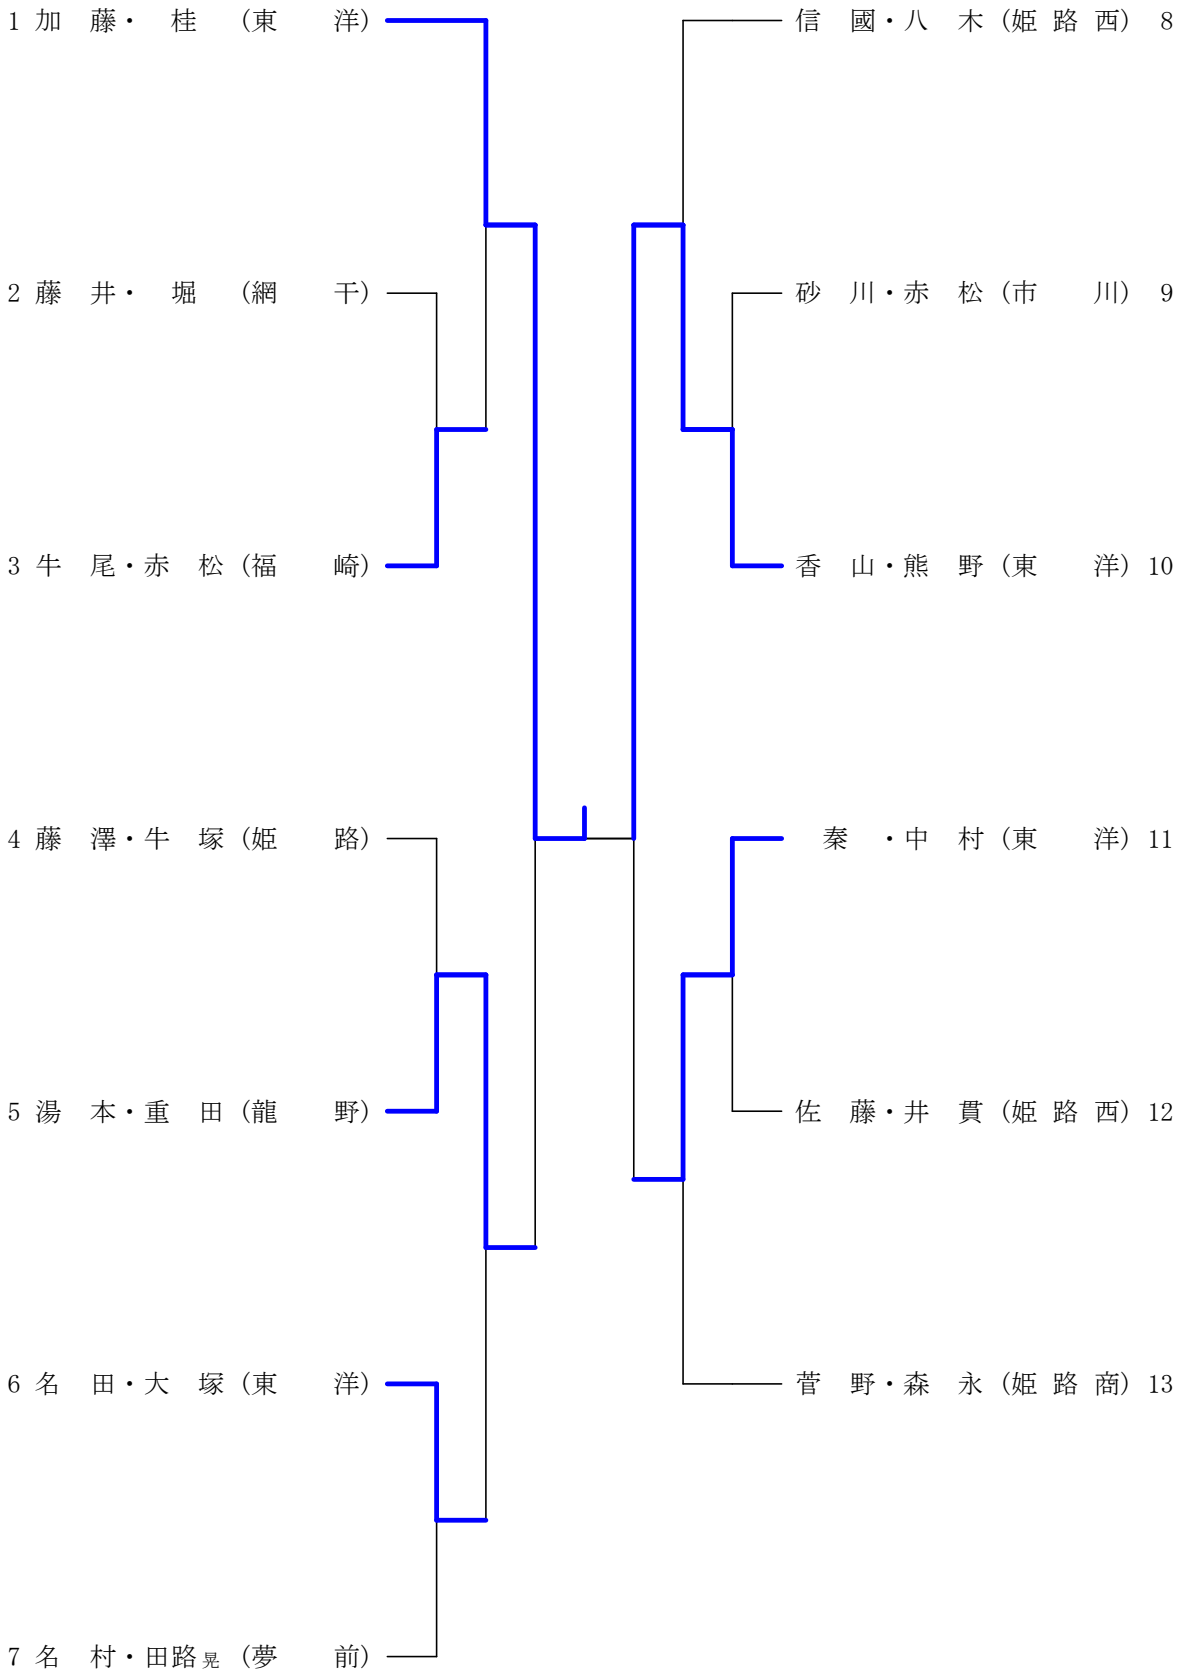 1 加　藤・　桂　(東　　洋)
2 藤　井・　堀　(網　　干)
3 牛　尾・赤　松 (福　　崎)
4 藤　澤・牛　塚 (姫　　路)
5 湯　本・重　田 (龍　　野)
6 名　田・大　塚 (東　　洋)
7 名　村・田路晃 (夢　　前)
信　國・八　木 (姫 路 西) 8
砂　川・赤　松 (市　　川) 9
香　山・熊　野 (東　　洋) 10
秦　・中　村 (東　　洋) 11
佐　藤・井　貫 (姫 路 西) 12
菅　野・森　永 (姫 路 商) 13